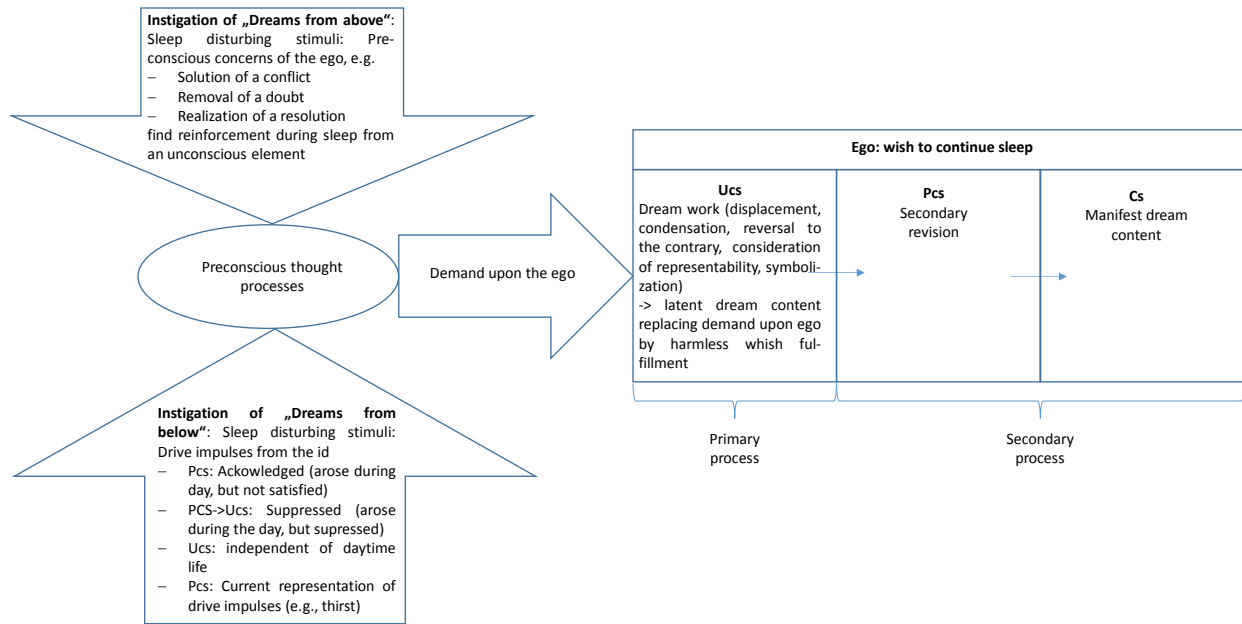 Instigation of „Dreams from above“:
Sleep disturbing stimuli: Pre-
conscious concerns of the ego, e.g.
– Solution of a conflict
– Removal of a doubt
– Realization of a resolution
find reinforcement during sleep from
an unconscious element
Preconscious thought
processes
Demand upon the ego
Instigation of „Dreams from
below“: Sleep disturbing stimuli:
Drive impulses from the id
– Pcs: Ackowledged (arose during
day, but not satisfied)
– PCS->Ucs: Suppressed (arose
during the day, but supressed)
– Ucs: independent of daytime
life
– Pcs: Current representation of
drive impulses (e.g., thirst)
Ego: wish to continue sleep
Ucs
Dream work (displacement,
condensation, reversal to
the contrary, consideration
of representability, symboli-
zation)
-> latent dream content
replacing demand upon ego
by harmless whish ful-
fillment
Pcs
Secondary
revision
Cs
Manifest dream
content
Primary
process
Secondary
process